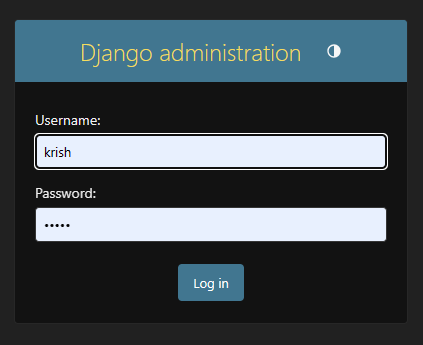 Django administration
Username:
krish
Password:
•••••
Log in